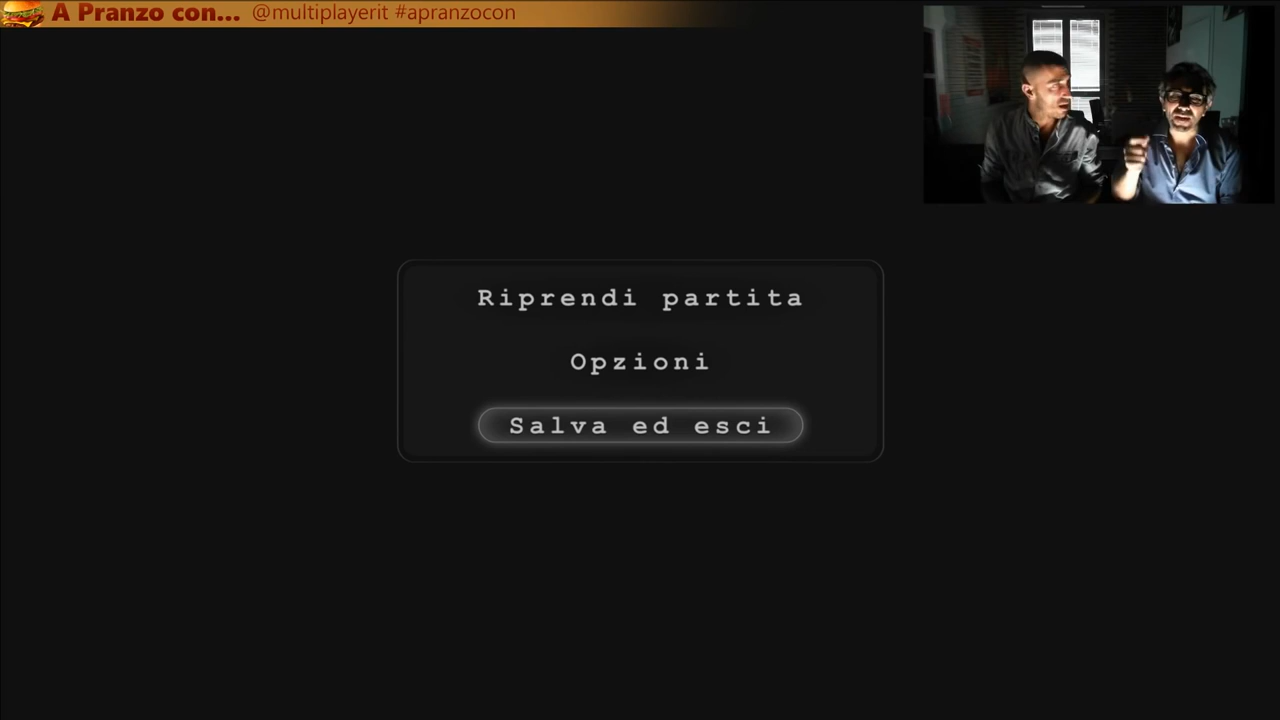 A Pranzo con... @multiplayerit #apranzocon
Riprendi partita
Opzioni
Salva ed esci